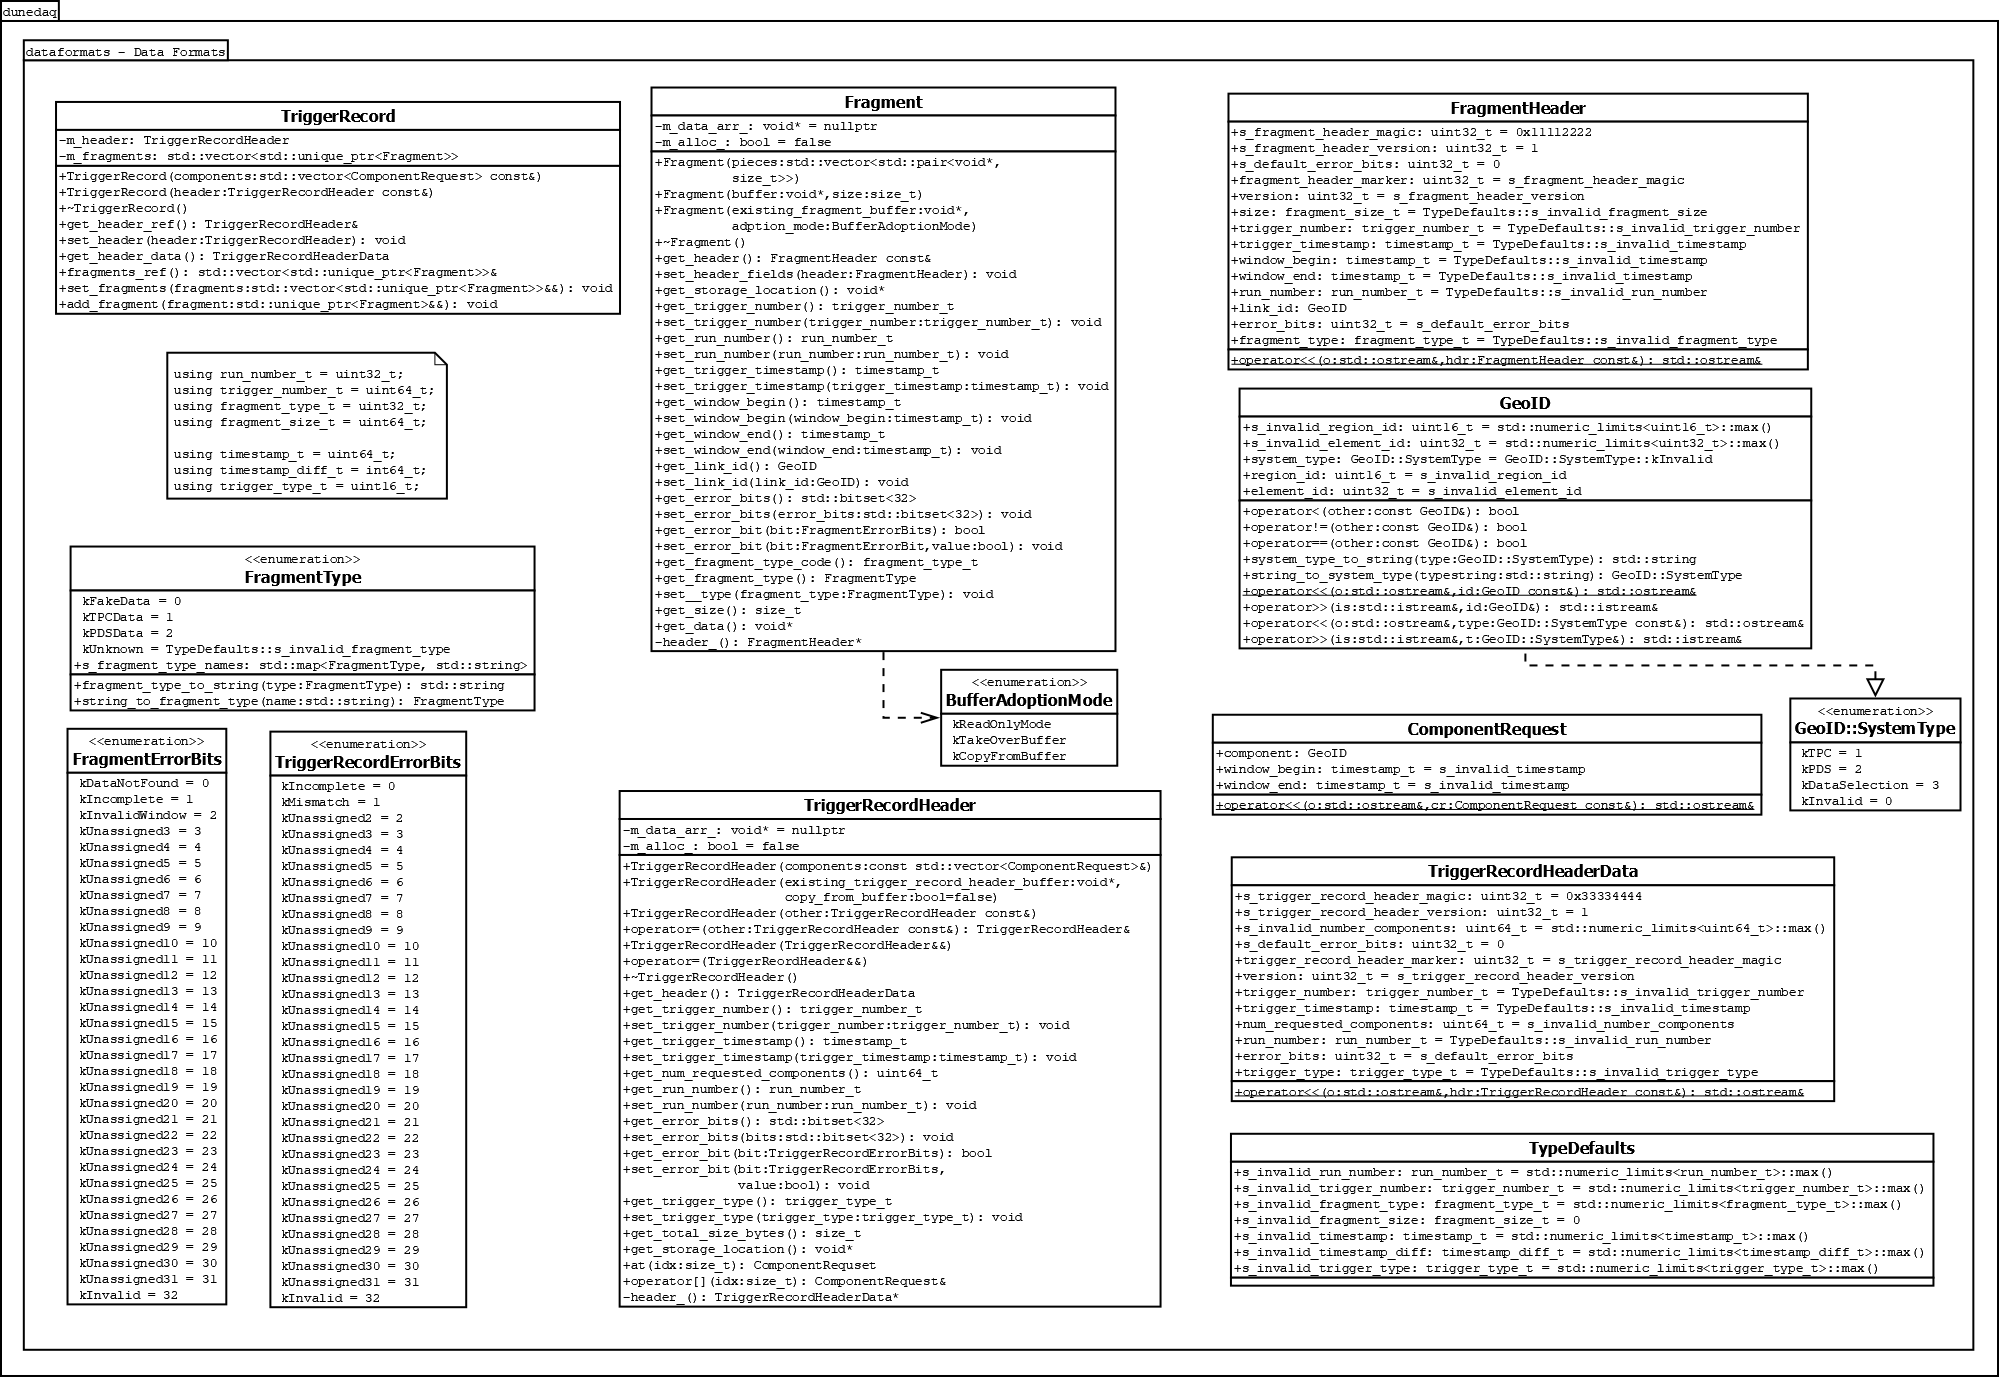 dunedaq
dataformats - Data Formats
TriggerRecord
-m_header: TriggerRecordHeader
-m_fragments: std::vector<std::unique_ptr<Fragment>>
+TriggerRecord(components:std::vector<ComponentRequest> const&)
+TriggerRecord(header:TriggerRecordHeader const&)
+~TriggerRecord()
+get_header_ref(): TriggerRecordHeader&
+set_header(header:TriggerRecordHeader): void
+get_header_data(): TriggerRecordHeaderData
+fragments_ref(): std::vector<std::unique_ptr<Fragment>>&
+set_fragments(fragments:std::vector<std::unique_ptr<Fragment>>&&): void
+add_fragment(fragment:std::unique_ptr<Fragment>&&): void
using run_number_t = uint32_t;
using trigger_number_t = uint64_t;
using fragment_type_t = uint32_t;
using fragment_size_t = uint64_t;
using timestamp_t = uint64_t;
using timestamp_diff_t = int64_t;
using trigger_type_t = uint16_t;
<<enumeration>>
FragmentType
kFakeData = 0
kTPCData = 1
kPDSData = 2
kUnknown = TypeDefaults::s_invalid_fragment_type
+s_fragment_type_names: std::map<FragmentType, std::string>
+fragment_type_to_string(type:FragmentType): std::string
+string_to_fragment_type(name:std::string): FragmentType
<<enumeration>>
FragmentErrorBits
kDataNotFound = 0
kIncomplete = 1
kInvalidWindow = 2
kUnassigned3 = 3
kUnassigned4 = 4
kUnassigned5 = 5
kUnassigned6 = 6
kUnassigned7 = 7
kUnassigned8 = 8
kUnassigned9 = 9
kUnassigned10 = 10
kUnassigned11 = 11
kUnassigned12 = 12
kUnassigned13 = 13
kUnassigned14 = 14
kUnassigned15 = 15
kUnassigned16 = 16
kUnassigned17 = 17
kUnassigned18 = 18
kUnassigned19 = 19
kUnassigned20 = 20
kUnassigned21 = 21
kUnassigned22 = 22
kUnassigned23 = 23
kUnassigned24 = 24
kUnassigned25 = 25
kUnassigned26 = 26
kUnassigned27 = 27
kUnassigned28 = 28
kUnassigned29 = 29
kUnassigned30 = 30
kUnassigned31 = 31
kInvalid = 32
<<enumeration>>
TriggerRecordErrorBits
kIncomplete = 0
kMismatch = 1
kUnassigned2 = 2
kUnassigned3 = 3
kUnassigned4 = 4
kUnassigned5 = 5
kUnassigned6 = 6
kUnassigned7 = 7
kUnassigned8 = 8
kUnassigned9 = 9
kUnassigned10 = 10
kUnassigned11 = 11
kUnassigned12 = 12
kUnassigned13 = 13
kUnassigned14 = 14
kUnassigned15 = 15
kUnassigned16 = 16
kUnassigned17 = 17
kUnassigned18 = 18
kUnassigned19 = 19
kUnassigned20 = 20
kUnassigned21 = 21
kUnassigned22 = 22
kUnassigned23 = 23
kUnassigned24 = 24
kUnassigned25 = 25
kUnassigned26 = 26
kUnassigned27 = 27
kUnassigned28 = 28
kUnassigned29 = 29
kUnassigned30 = 30
kUnassigned31 = 31
kInvalid = 32
Fragment
-m_data_arr_: void* = nullptr
-m_alloc_: bool = false
+Fragment(pieces:std::vector<std::pair<void*,
size_t>>)
+Fragment(buffer:void*,size:size_t)
+Fragment(existing_fragment_buffer:void*,
adption_mode:BufferAdoptionMode)
+~Fragment()
+get_header(): FragmentHeader const&
+set_header_fields(header:FragmentHeader): void
+get_storage_location(): void*
+get_trigger_number(): trigger_number_t
+set_trigger_number(trigger_number:trigger_number_t): void
+get_run_number(): run_number_t
+set_run_number(run_number:run_number_t): void
+get_trigger_timestamp(): timestamp_t
+set_trigger_timestamp(trigger_timestamp:timestamp_t): void
+get_window_begin(): timestamp_t
+set_window_begin(window_begin:timestamp_t): void
+get_window_end(): timestamp_t
+set_window_end(window_end:timestamp_t): void
+get_link_id(): GeoID
+set_link_id(link_id:GeoID): void
+get_error_bits(): std::bitset<32>
+set_error_bits(error_bits:std::bitset<32>): void
+get_error_bit(bit:FragmentErrorBits): bool
+set_error_bit(bit:FragmentErrorBit,value:bool): void
+get_fragment_type_code(): fragment_type_t
+get_fragment_type(): FragmentType
+set__type(fragment_type:FragmentType): void
+get_size(): size_t
+get_data(): void*
-header_(): FragmentHeader*
<<enumeration>>
BufferAdoptionMode
kReadOnlyMode
kTakeOverBuffer
kCopyFromBuffer
TriggerRecordHeader
-m_data_arr_: void* = nullptr
-m_alloc_: bool = false
+TriggerRecordHeader(components:const std::vector<ComponentRequest>&)
+TriggerRecordHeader(existing_trigger_record_header_buffer:void*,
copy_from_buffer:bool=false)
+TriggerRecordHeader(other:TriggerRecordHeader const&)
+operator=(other:TriggerRecordHeader const&): TriggerRecordHeader&
+TriggerRecordHeader(TriggerRecordHeader&&)
+operator=(TriggerReordHeader&&)
+~TriggerRecordHeader()
+get_header(): TriggerRecordHeaderData
+get_trigger_number(): trigger_number_t
+set_trigger_number(trigger_number:trigger_number_t): void
+get_trigger_timestamp(): timestamp_t
+set_trigger_timestamp(trigger_timestamp:timestamp_t): void
+get_num_requested_components(): uint64_t
+get_run_number(): run_number_t
+set_run_number(run_number:run_number_t): void
+get_error_bits(): std::bitset<32>
+set_error_bits(bits:std::bitset<32>): void
+get_error_bit(bit:TriggerRecordErrorBits): bool
+set_error_bit(bit:TriggerRecordErrorBits,
value:bool): void
+get_trigger_type(): trigger_type_t
+set_trigger_type(trigger_type:trigger_type_t): void
+get_total_size_bytes(): size_t
+get_storage_location(): void*
+at(idx:size_t): ComponentRequset
+operator[](idx:size_t): ComponentRequest&
-header_(): TriggerRecordHeaderData*
FragmentHeader
+s_fragment_header_magic: uint32_t = 0x11112222
+s_fragment_header_version: uint32_t = 1
+s_default_error_bits: uint32_t = 0
+fragment_header_marker: uint32_t = s_fragment_header_magic
+version: uint32_t = s_fragment_header_version
+size: fragment_size_t = TypeDefaults::s_invalid_fragment_size
+trigger_number: trigger_number_t = TypeDefaults::s_invalid_trigger_number
+trigger_timestamp: timestamp_t = TypeDefaults::s_invalid_timestamp
+window_begin: timestamp_t = TypeDefaults::s_invalid_timestamp
+window_end: timestamp_t = TypeDefaults::s_invalid_timestamp
+run_number: run_number_t = TypeDefaults::s_invalid_run_number
+link_id: GeoID
+error_bits: uint32_t = s_default_error_bits
+fragment_type: fragment_type_t = TypeDefaults::s_invalid_fragment_type
+operator<<(o:std::ostream&,hdr:FragmentHeader const&): std::ostream&
GeoID
+s_invalid_region_id: uint16_t = std::numeric_limits<uint16_t>::max()
+s_invalid_element_id: uint32_t = std::numeric_limits<uint32_t>::max()
+system_type: GeoID::SystemType = GeoID::SystemType::kInvalid
+region_id: uint16_t = s_invalid_region_id
+element_id: uint32_t = s_invalid_element_id
+operator<(other:const GeoID&): bool
+operator!=(other:const GeoID&): bool
+operator==(other:const GeoID&): bool
+system_type_to_string(type:GeoID::SystemType): std::string
+string_to_system_type(typestring:std::string): GeoID::SystemType
+operator<<(o:std::ostream&,id:GeoID const&): std::ostream&
+operator>>(is:std::istream&,id:GeoID&): std::istream&
+operator<<(o:std::ostream&,type:GeoID::SystemType const&): std::ostream&
+operator>>(is:std::istream&,t:GeoID::SystemType&): std::istream&
<<enumeration>>
GeoID::SystemType
kTPC = 1
kPDS = 2
kDataSelection = 3
kInvalid = 0
ComponentRequest
+component: GeoID
+window_begin: timestamp_t = s_invalid_timestamp
+window_end: timestamp_t = s_invalid_timestamp
+operator<<(o:std::ostream&,cr:ComponentRequest const&): std::ostream&
TriggerRecordHeaderData
+s_trigger_record_header_magic: uint32_t = 0x33334444
+s_trigger_record_header_version: uint32_t = 1
+s_invalid_number_components: uint64_t = std::numeric_limits<uint64_t>::max()
+s_default_error_bits: uint32_t = 0
+trigger_record_header_marker: uint32_t = s_trigger_record_header_magic
+version: uint32_t = s_trigger_record_header_version
+trigger_number: trigger_number_t = TypeDefaults::s_invalid_trigger_number
+trigger_timestamp: timestamp_t = TypeDefaults::s_invalid_timestamp
+num_requested_components: uint64_t = s_invalid_number_components
+run_number: run_number_t = TypeDefaults::s_invalid_run_number
+error_bits: uint32_t = s_default_error_bits
+trigger_type: trigger_type_t = TypeDefaults::s_invalid_trigger_type
+operator<<(o:std::ostream&,hdr:TriggerRecordHeader const&): std::ostream&
TypeDefaults
+s_invalid_run_number: run_number_t = std::numeric_limits<run_number_t>::max()
+s_invalid_trigger_number: trigger_number_t = std::numeric_limits<trigger_number_t>::max()
+s_invalid_fragment_type: fragment_type_t = std::numeric_limits<fragment_type_t>::max()
+s_invalid_fragment_size: fragment_size_t = 0
+s_invalid_timestamp: timestamp_t = std::numeric_limits<timestamp_t>::max()
+s_invalid_timestamp_diff: timestamp_diff_t = std::numeric_limits<timestamp_diff_t>::max()
+s_invalid_trigger_type: trigger_type_t = std::numeric_limits<trigger_type_t>::max()